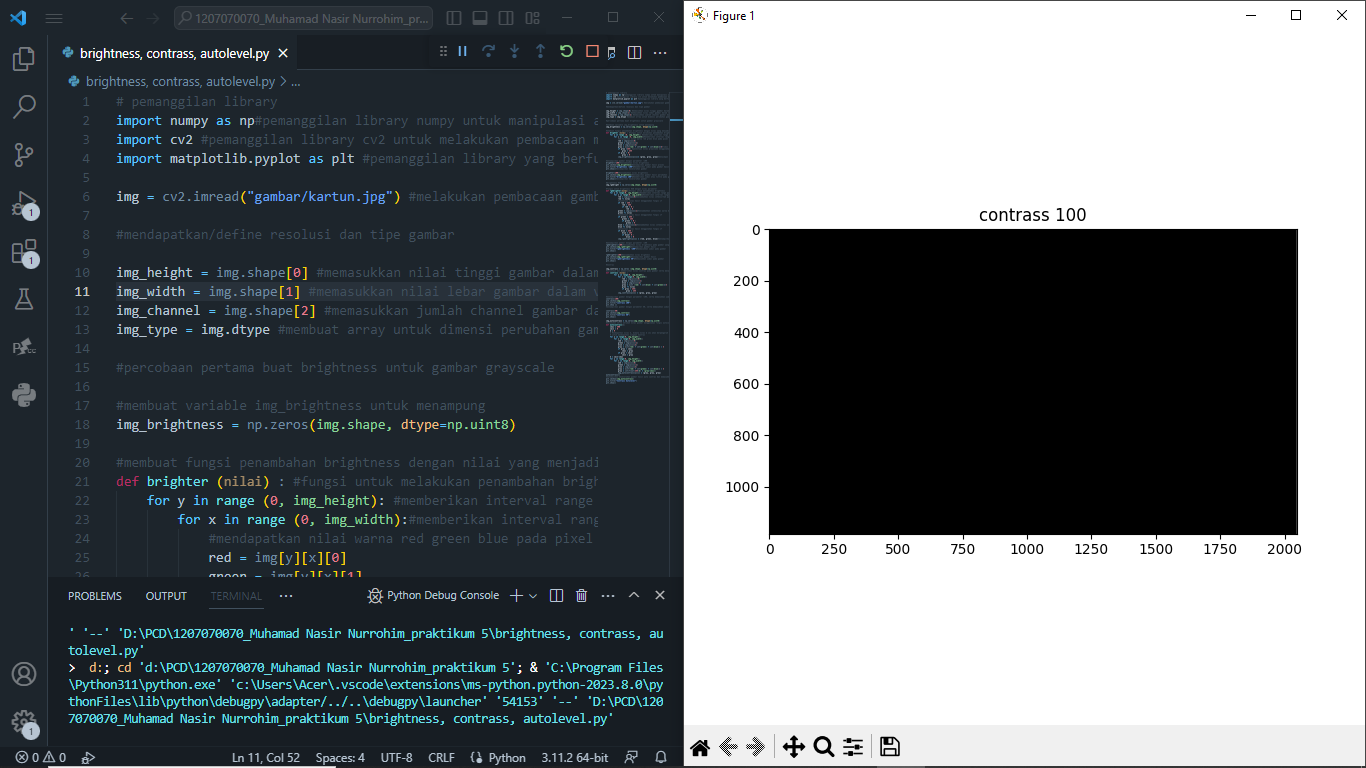 1207070070_Muhamad Nasir Nurrohim_pr...
brightness, contrass, autolevel.py
brightness, contrass, autolevel.py > ...
1 # pemanggilan library
2 import numpy as np#pemanggilan library numpy untuk manipulasi a
3 import cv2 #pemanggilan library cv2 untuk melakukan pembacaan m
4 import matplotlib.pyplot as plt #pemanggilan library yang berfu
5
6 img = cv2.imread("gambar/kartun.jpg") #melakukan pembacaan gamb
7
8 #mendapatkan/define resolusi dan tipe gambar
9
10 img_height = img.shape[0] #memasukkan nilai tinggi gambar dalam
11 img_width = img.shape[1] #memasukkan nilai lebar gambar dalam v
12 img_channel = img.shape[2] #memasukkan jumlah channel gambar da
13 img_type = img.dtype #membuat array untuk dimensi perubahan gam
14
15 #percobaan pertama buat brightness untuk gambar grayscale
16
17 #membuat variable img_brightness untuk menampung
18 img_brightness = np.zeros(img.shape, dtype=np.uint8)
19
20 #membuat fungsi penambahan brightness dengan nilai yang menjadi
21 def brighter (nilai) : #fungsi untuk melakukan penambahan brigh
22 for y in range (0, img_height): #memberikan interval range
23 for x in range (0, img_width):#memberikan interval rang
24 #mendapatkan nilai warna red green blue pada pixel
25 red = img[y][x][0]
26 green = img[y][x][1]
PROBLEMS OUTPUT TERMINAL ... Python Debug Console
' '--' 'D:\PCD\1207070070_Muhamad Nasir Nurrohim_praktikum 5\brightness, contrass, au
tolevel.py'
> d:; cd 'd:\PCD\1207070070_Muhamad Nasir Nurrohim_praktikum 5'; & 'C:\Program Files
\Python311\python.exe' 'c:\Users\Acer\.vscode\extensions\ms-python.python-2023.8.0\py
thonFiles\lib\python\debugpy\adapter/../..\debugpy\launcher' '54153' '--' 'D:\PCD\120
7070070_Muhamad Nasir Nurrohim_praktikum 5\brightness, contrass, autolevel.py'
0 0 Ln 11, Col 52 Spaces: 4 UTF-8 CRLF Python 3.11.2 64-bit
1
1
1
Figure 1
contrass 100
0
200
400
600
800
1000
0 250 500 750 1000 1250 1500 1750 2000